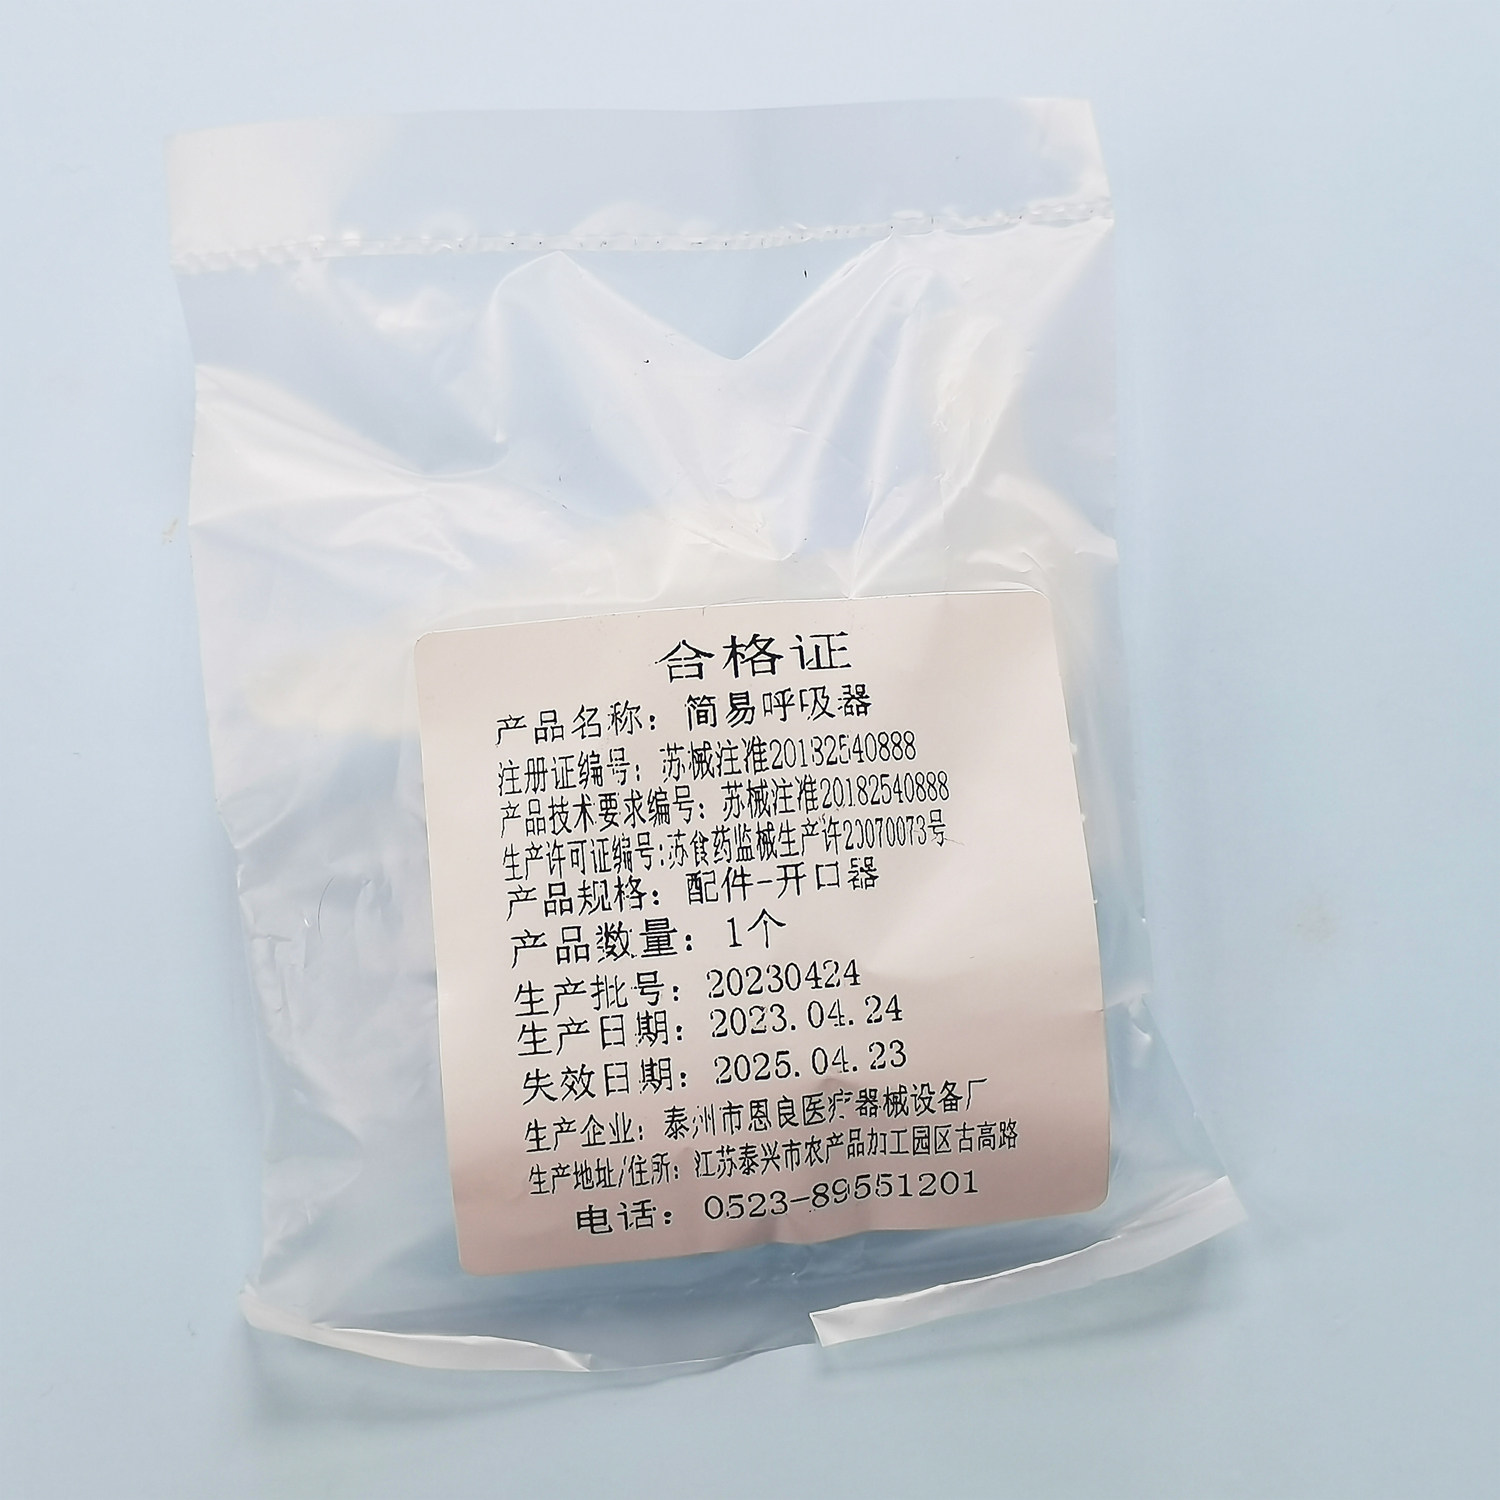 合格证
产品名称：简易呼吸器
注册证编号：苏械注准20182540888
产品技术要求编号：苏械注准20182540888
生产许可证编号:苏食药监械生产许20070073号
产品规格：配件-开口器
产品数量：1个
生产批号：20230424
生产日期：2023.04.24
失效日期：2025.04.23
生产企业：泰州市恩良医疗器械设备厂
生产地址/住所：江苏泰兴市农产品加工园区古高路
电话：0523-89551201